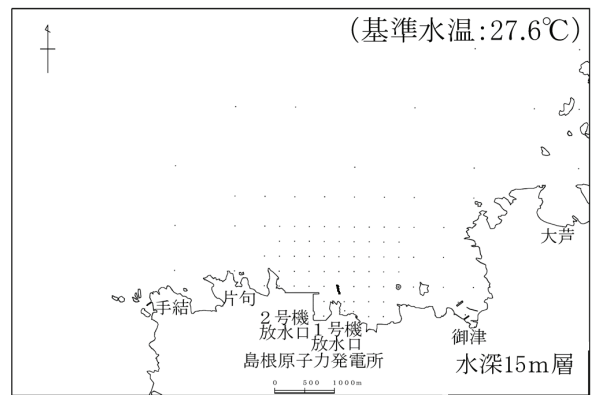 （基準水温:27.6℃）
大芦
手結
片句
２号機
放水口
１号機
放水口
御津
島根原子力発電所
水深15m層
0 500 1000m